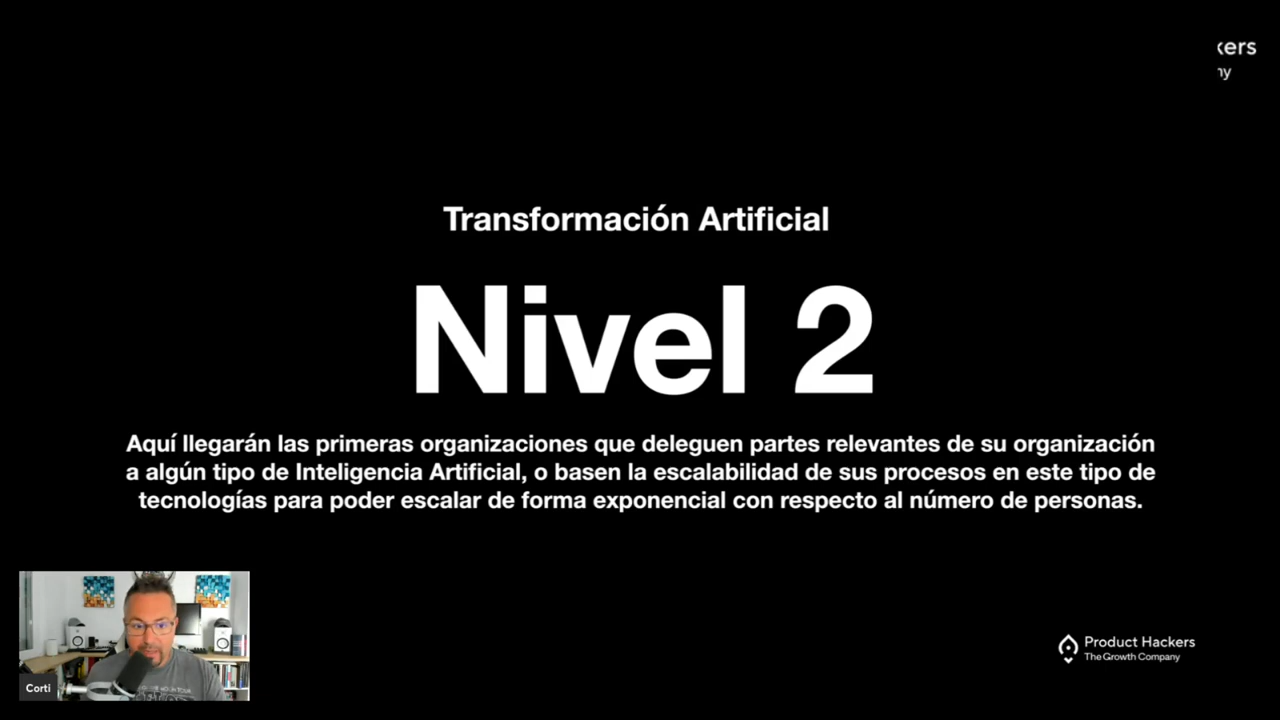 kers
ny
Transformación Artificial
Nivel 2
Aquí llegarán las primeras organizaciones que deleguen partes relevantes de su organización
a algún tipo de Inteligencia Artificial, o basen la escalabilidad de sus procesos en este tipo de
tecnologías para poder escalar de forma exponencial con respecto al número de personas.
Corti
Product Hackers
The Growth Company